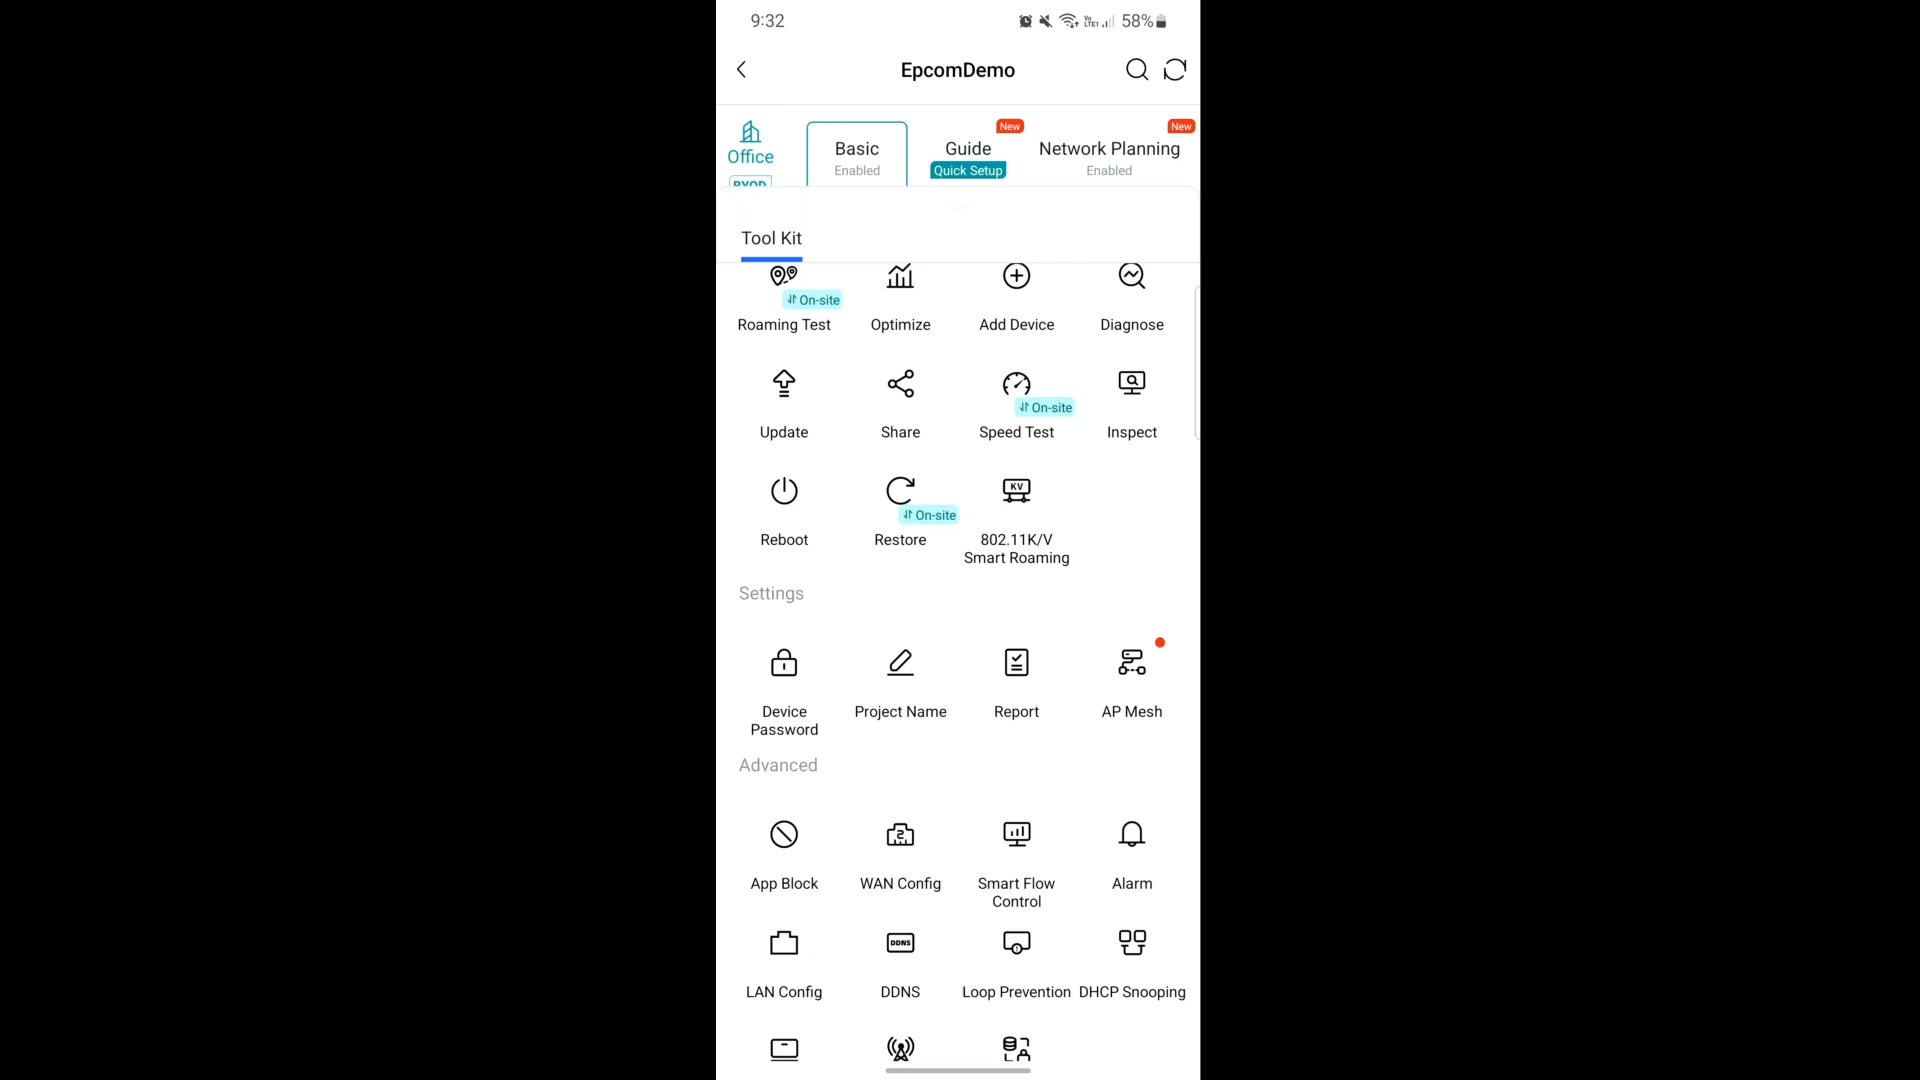 9:32
58%
EpcomDemo
New
New
Office
Basic
Guide
Network Planning
Enabled
Quick Setup
Enabled
BYOD
Tool Kit
On-site
Roaming Test
Optimize
Add Device
Diagnose
On-site
Update
Share
Speed Test
Inspect
KV
On-site
Reboot
Restore
802.11K/V
Smart Roaming
Settings
Device
Password
Project Name
Report
AP Mesh
Advanced
2
App Block
WAN Config
Smart Flow
Control
Alarm
DDNS
LAN Config
DDNS
Loop Prevention
DHCP Snooping